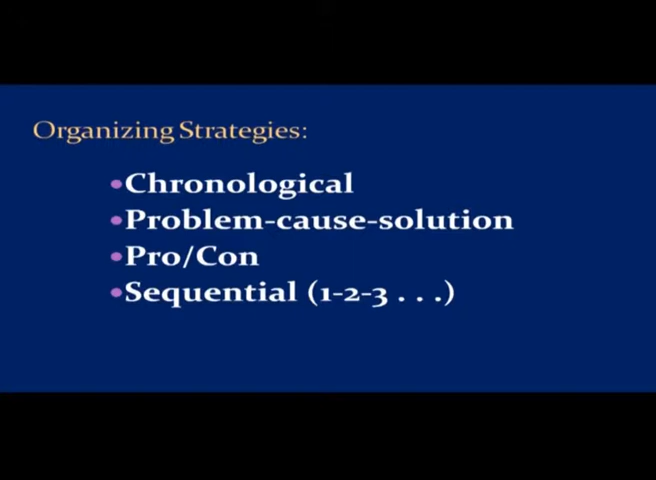 Organizing Strategies:
•Chronological
•Problem-cause-solution
•Pro/Con
•Sequential (1-2-3 . . .)